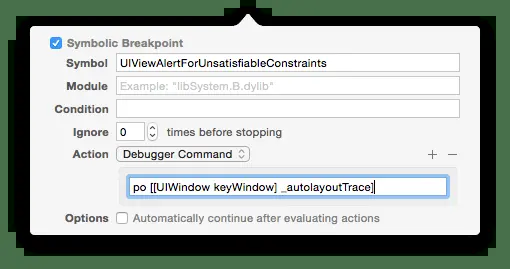 Symbolic Breakpoint
Symbol UIViewAlertForUnsatisfiableConstraints
Module Example: "libSystem.B.dylib"
Condition
Ignore 0 times before stopping
Action Debugger Command + −
po [[UIWindow keyWindow] _autolayoutTrace]
Options Automatically continue after evaluating actions